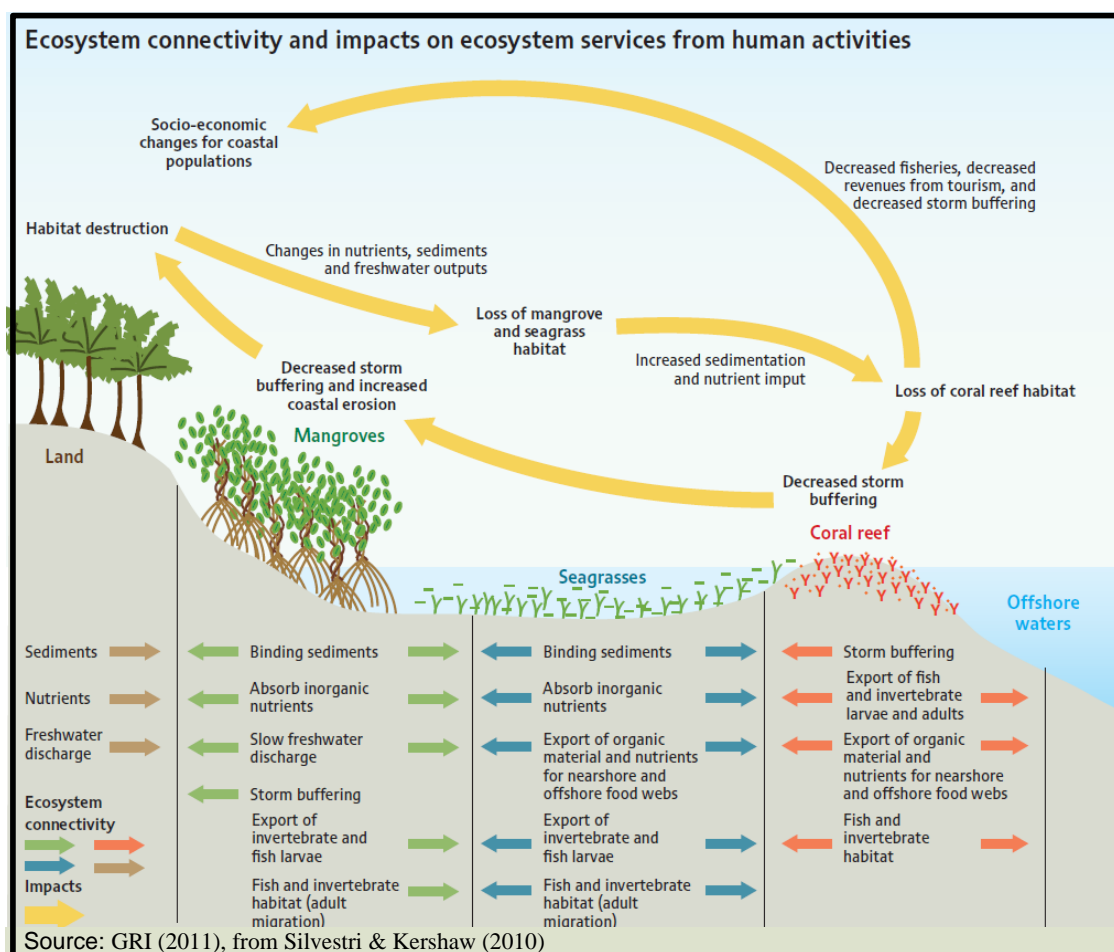 Ecosystem connectivity and impacts on ecosystem services from human activities
Socio-economic
changes for coastal
populations
Decreased fisheries, decreased
revenues from tourism, and
decreased storm buffering
Habitat destruction
Changes in nutrients, sediments
and freshwater outputs
Loss of mangrove
and seagrass
habitat
Increased sedimentation
and nutrient imput
Loss of coral reef habitat
Decreased storm
buffering and increased
coastal erosion
Mangroves
Land
Decreased storm
buffering
Coral reef
Seagrasses
Offshore
waters
Sediments
Nutrients
Freshwater
discharge
Ecosystem
connectivity
Impacts
Binding sediments
Absorb inorganic
nutrients
Slow freshwater
discharge
Storm buffering
Export of
invertebrate and
fish larvae
Fish and invertebrate
habitat (adult
migration)
Binding sediments
Absorb inorganic
nutrients
Export of organic
material and nutrients
for nearshore and
offshore food webs
Export of
invertebrate and
fish larvae
Fish and invertebrate
habitat (adult
migration)
Storm buffering
Export of fish
and invertebrate
larvae and adults
Export of organic
material and
nutrients for nearshore
and offshore food webs
Fish and
invertebrate
habitat
Source: GRI (2011), from Silvestri & Kershaw (2010)